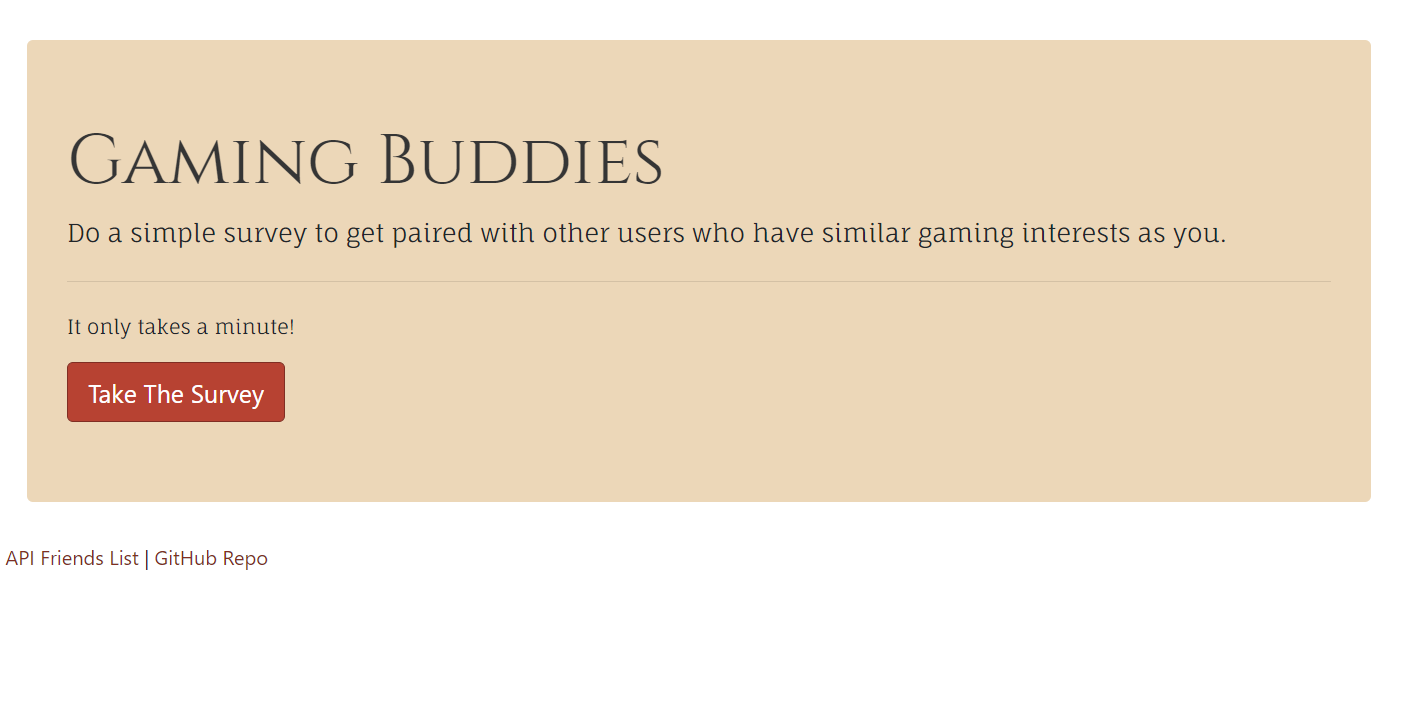 Gaming Buddies
Do a simple survey to get paired with other users who have similar gaming interests as you.
It only takes a minute!
Take The Survey
API Friends List | GitHub Repo